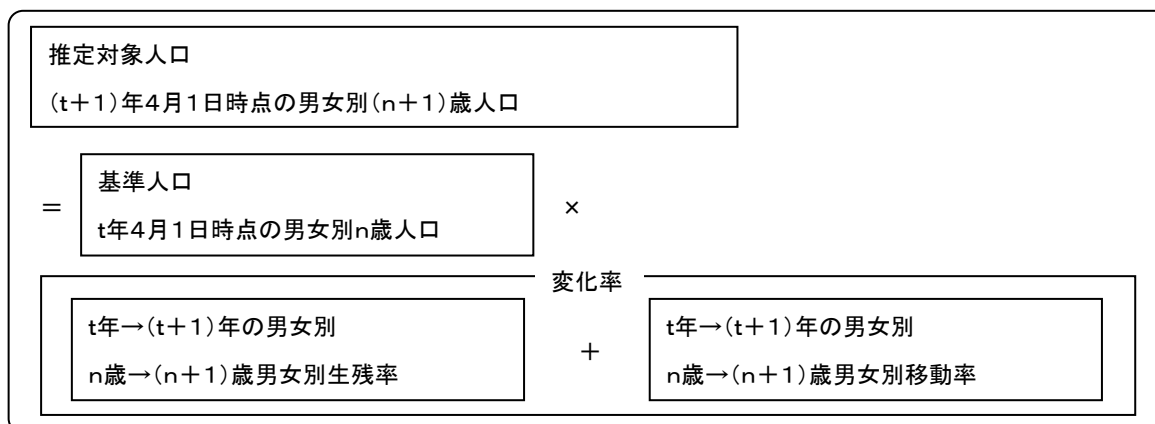 推定対象人口
(t+1)年4月1日時点の男女別(n+1)歳人口
=
基準人口
t年4月1日時点の男女別n歳人口
×
変化率
t年→(t+1)年の男女別
n歳→(n+1)歳男女別生残率
+
t年→(t+1)年の男女別
n歳→(n+1)歳男女別移動率